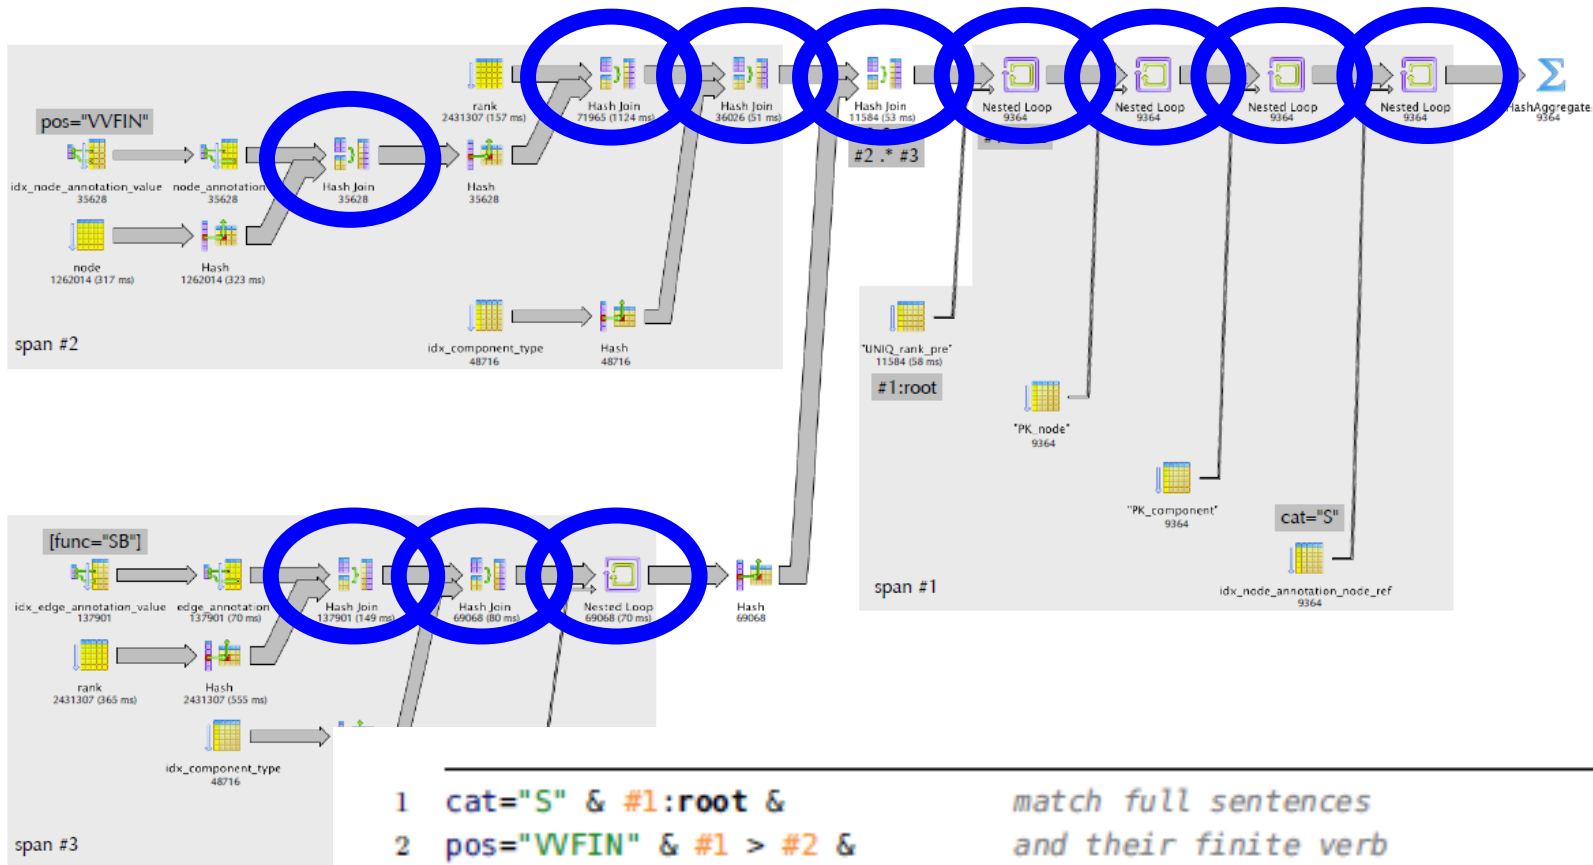 pos="VVFIN"
idx_node_annotation_value
35628
node_annotation
35628
Hash Join
35628
node
1262014 (317 ms)
Hash
1262014 (323 ms)
rank
2431307 (157 ms)
Hash
35628
Hash Join
71965 (1124 ms)
Hash Join
36026 (51 ms)
idx_component_type
48716
Hash
48716
span #2
Hash Join
11584 (53 ms)
#2 .* #3
Nested Loop
9364
Nested Loop
9364
Nested Loop
9364
Nested Loop
9364
HashAggregate
9364
"UNIQ_rank_pre"
11584 (58 ms)
#1:root
"PK_node"
9364
"PK_component"
9364
cat="S"
idx_node_annotation_node_ref
9364
span #1
[func="SB"]
idx_edge_annotation_value
137901
edge_annotation
137901 (70 ms)
Hash Join
137901 (149 ms)
Hash Join
69068 (80 ms)
Nested Loop
69068 (70 ms)
Hash
69068
rank
2431307 (365 ms)
Hash
2431307 (555 ms)
idx_component_type
48716
span #3
1 cat="S" & #1:root & match full sentences
2 pos="VVFIN" & #1 > #2 & and their finite verb